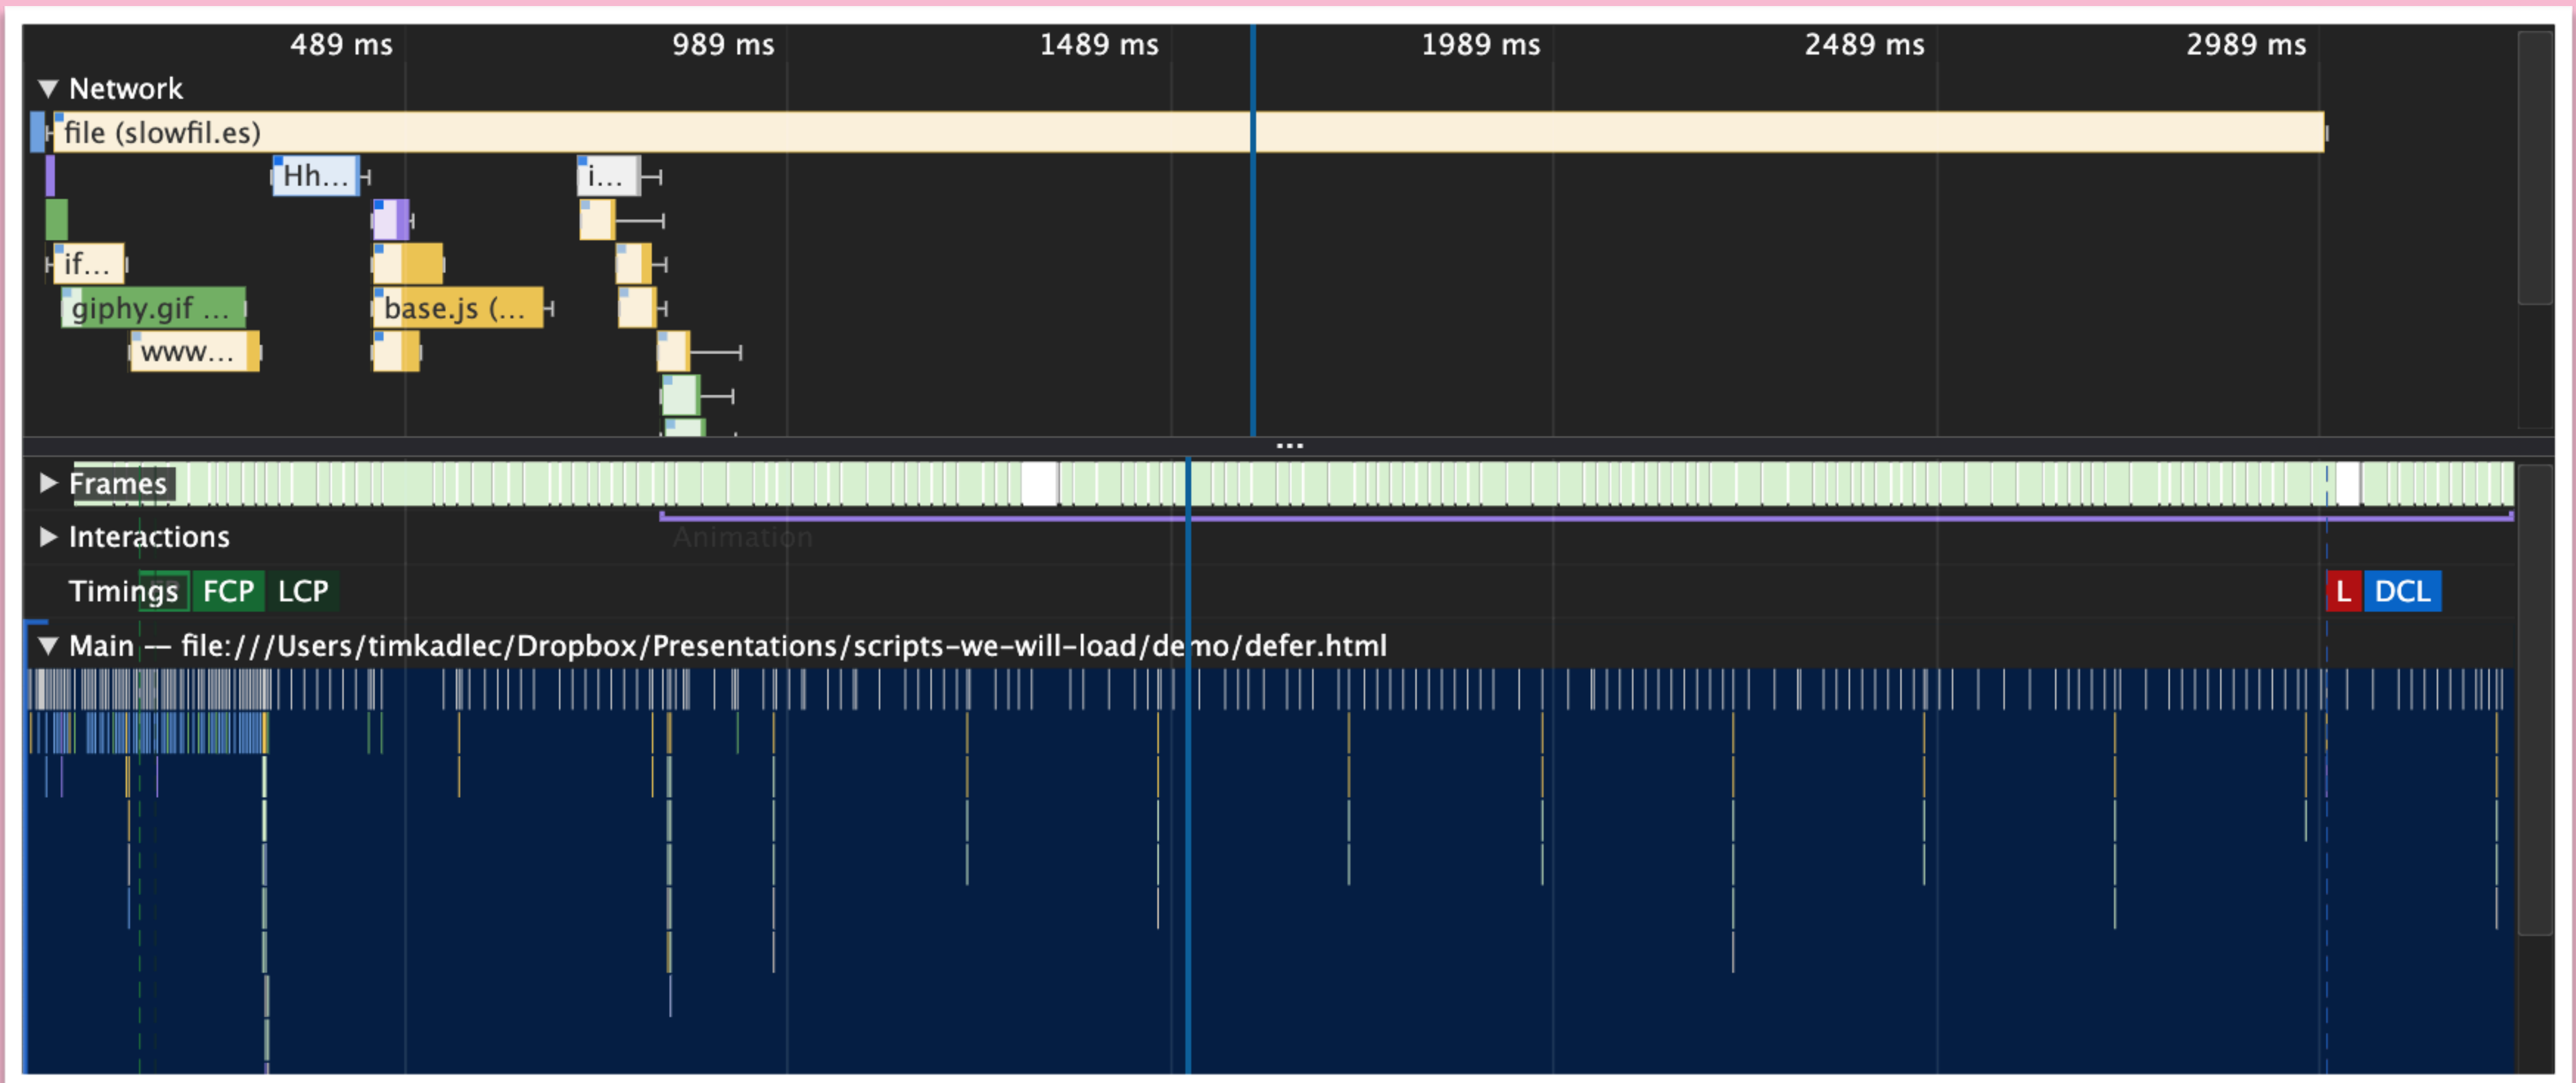 489 ms 989 ms 1489 ms 1989 ms 2489 ms 2989 ms
▼ Network
file (slowfil.es)
Hh... i...
if...
giphy.gif ... base.js (...
www...
...
▶ Frames
Animation
▶ Interactions
Timings FP FCP LCP L DCL
▼ Main -- file:///Users/timkadlec/Dropbox/Presentations/scripts-we-will-load/demo/defer.html